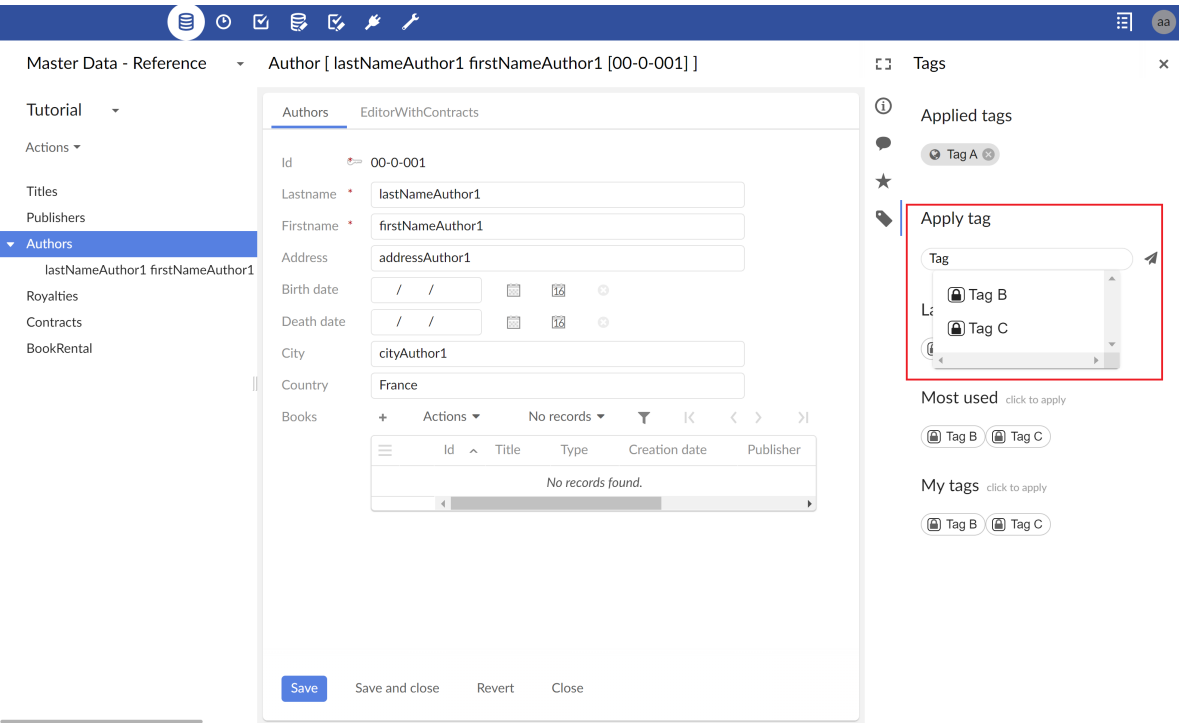 aa
Master Data - Reference
Author [ lastNameAuthor1 firstNameAuthor1 [00-0-001] ]
Tags
Tutorial
Actions
Titles
Publishers
Authors
lastNameAuthor1 firstNameAuthor1
Royalties
Contracts
BookRental
Authors EditorWithContracts
Id 00-0-001
Lastname * lastNameAuthor1
Firstname * firstNameAuthor1
Address addressAuthor1
Birth date / / 16
Death date / / 16
City cityAuthor1
Country France
Books + Actions No records
Id Title Type Creation date Publisher
No records found.
Save Save and close Revert Close
Applied tags
Tag A
Apply tag
Tag
Tag B
Tag C
Most used click to apply
Tag B Tag C
My tags click to apply
Tag B Tag C